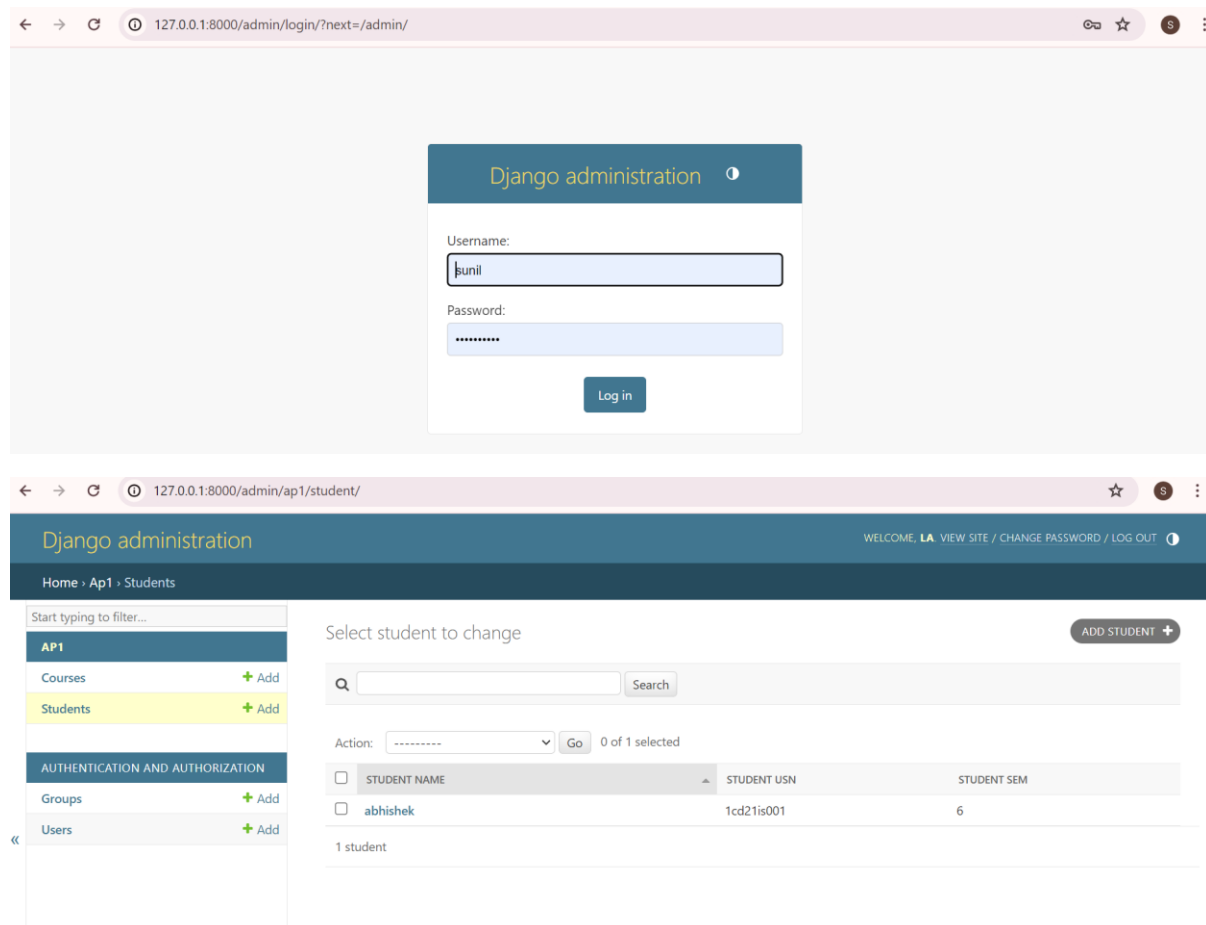 127.0.0.1:8000/admin/login/?next=/admin/
S
Django administration
Username:
sunil
Password:
••••••••••
Log in
127.0.0.1:8000/admin/ap1/student/
S
Django administration
WELCOME, LA. VIEW SITE / CHANGE PASSWORD / LOG OUT
Home › Ap1 › Students
Start typing to filter...
AP1
Courses + Add
Students + Add
AUTHENTICATION AND AUTHORIZATION
Groups + Add
Users + Add
«
Select student to change
ADD STUDENT +
Search
Action: --------- Go 0 of 1 selected
STUDENT NAME STUDENT USN STUDENT SEM
abhishek 1cd21is001 6
1 student